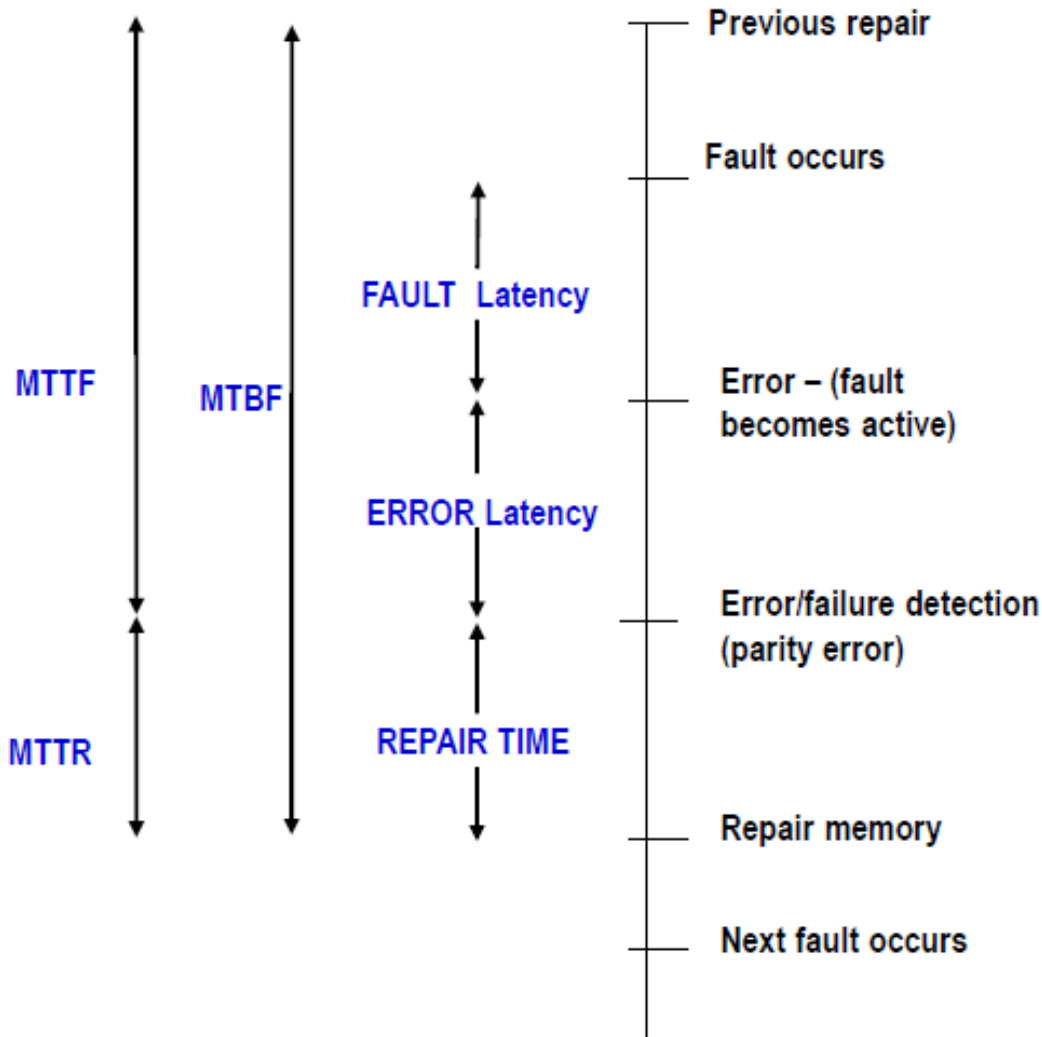 Previous repair
Fault occurs
FAULT Latency
MTTF
MTBF
Error – (fault
becomes active)
ERROR Latency
Error/failure detection
(parity error)
MTTR
REPAIR TIME
Repair memory
Next fault occurs